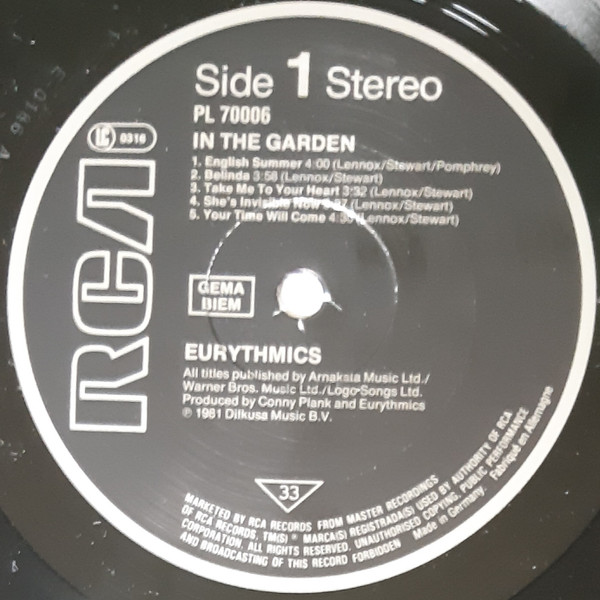 Side 1 Stereo
PL 70006
IN THE GARDEN
1. English Summer 4:00 (Lennox/Stewart/Pomphrey)
2. Belinda 3:58 (Lennox/Stewart)
3. Take Me To Your Heart 3:32 (Lennox/Stewart)
4. She's Invisible Now (Lennox/Stewart)
5. Your Time Will Come (Lennox/Stewart)
LC 0316
RCA
GEMA
BIEM
EURYTHMICS
All titles published by Arnakata Music Ltd./
Warner Bros. Music Ltd./Logo-Songs Ltd.
Produced by Conny Plank and Eurythmics
℗ 1981 Dilkusa Music B.V.
33
MARKETED BY RCA RECORDS FROM MASTER RECORDINGS
OF RCA RECORDS, TM(S) ® MARCA(S) REGISTRADA(S) USED BY AUTHORITY OF RCA
CORPORATION. ALL RIGHTS RESERVED. UNAUTHORISED COPYING, PUBLIC PERFORMANCE
AND BROADCASTING OF THIS RECORD FORBIDDEN Made in Germany. Fabriqué en Allemagne